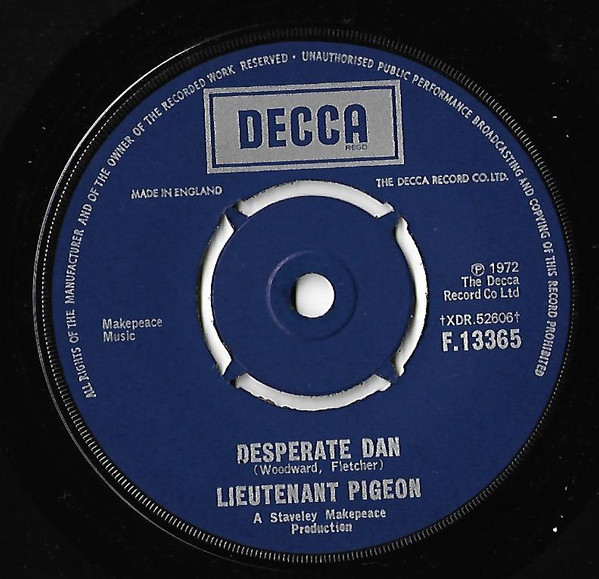 ALL RIGHTS OF THE MANUFACTURER AND OF THE OWNER OF THE RECORDED WORK RESERVED · UNAUTHORISED PUBLIC PERFORMANCE BROADCASTING AND COPYING OF THIS RECORD PROHIBITED
DECCA
REGD
MADE IN ENGLAND
THE DECCA RECORD CO. LTD.
Ⓟ 1972
The Decca
Record Co Ltd
Makepeace
Music
†XDR.52606†
F.13365
DESPERATE DAN
(Woodward, Fletcher)
LIEUTENANT PIGEON
A Staveley Makepeace
Production